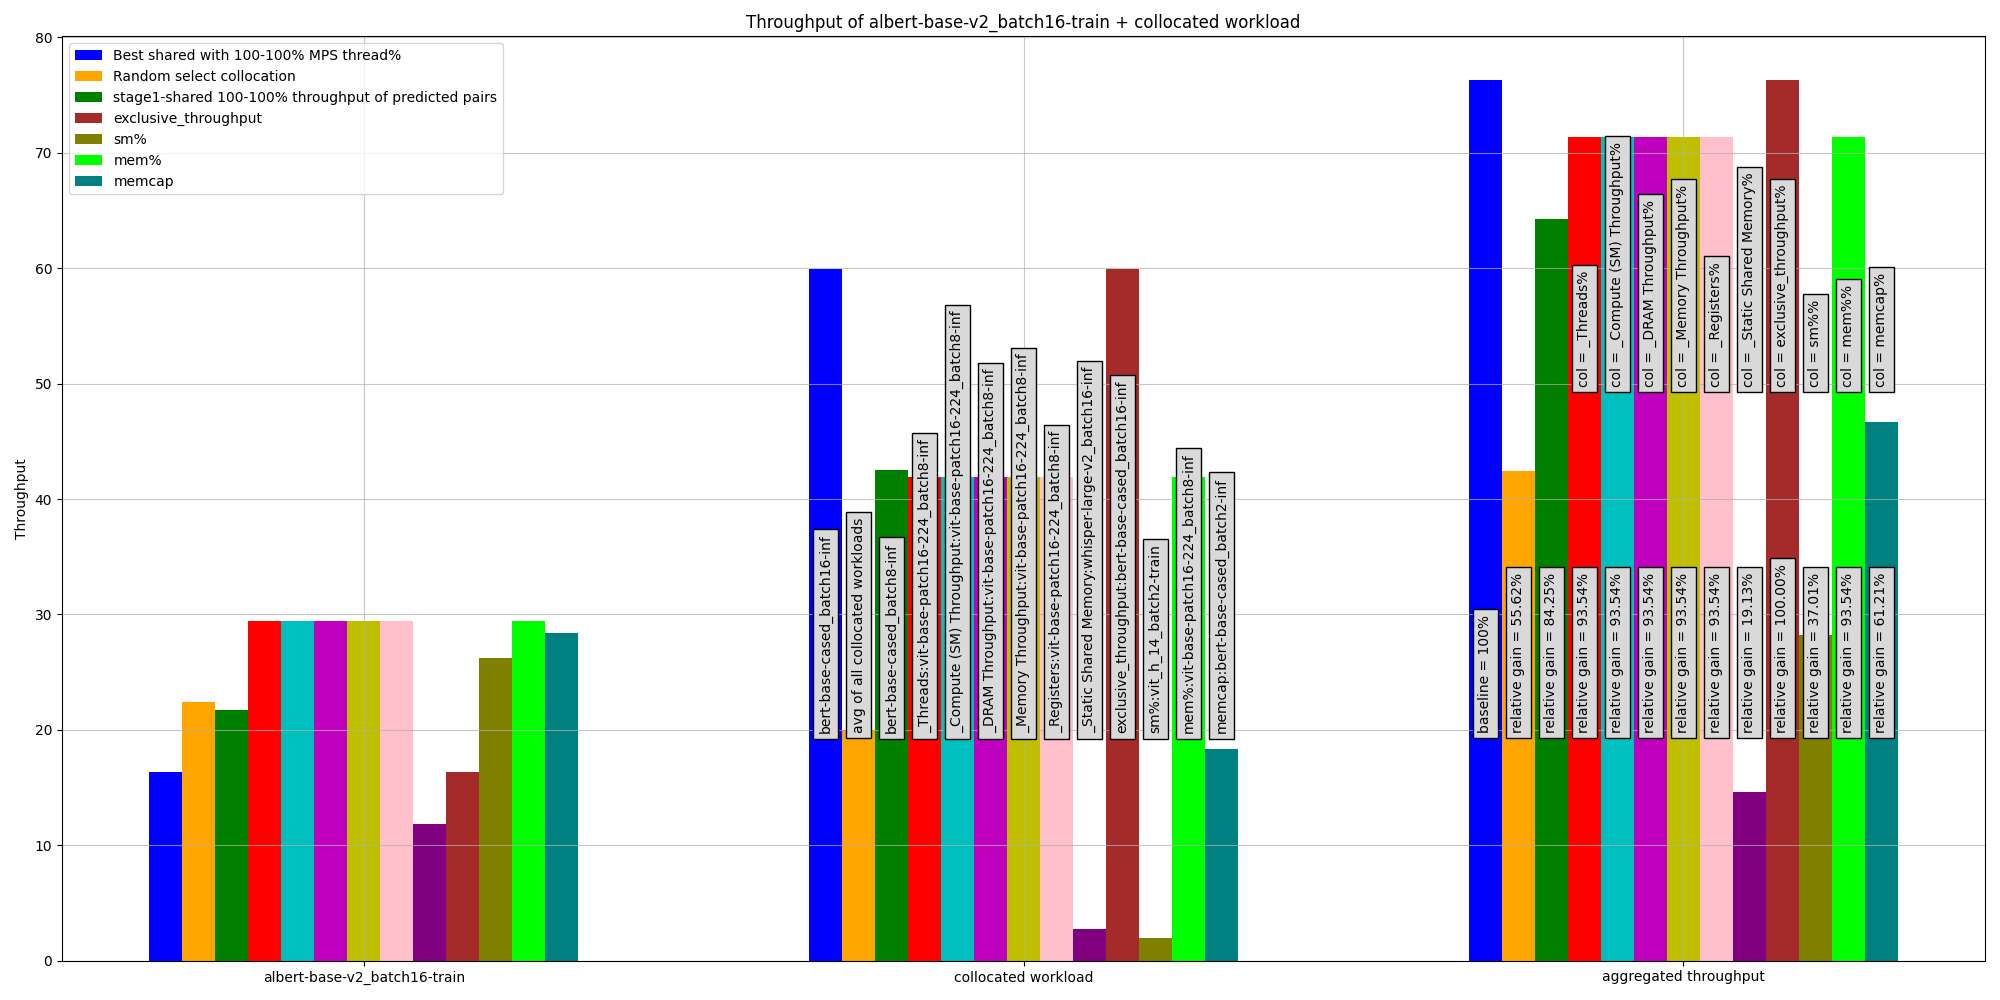 Throughput of albert-base-v2_batch16-train + collocated workload
Best shared with 100-100% MPS thread%
Random select collocation
stage1-shared 100-100% throughput of predicted pairs
exclusive_throughput
sm%
mem%
memcap
Throughput
80
70
60
50
40
30
20
10
0
bert-base-cased_batch16-inf
avg of all collocated workloads
bert-base-cased_batch8-inf
_Threads:vit-base-patch16-224_batch8-inf
_Compute (SM) Throughput:vit-base-patch16-224_batch8-inf
_DRAM Throughput:vit-base-patch16-224_batch8-inf
_Memory Throughput:vit-base-patch16-224_batch8-inf
_Registers:vit-base-patch16-224_batch8-inf
_Static Shared Memory:whisper-large-v2_batch16-inf
exclusive_throughput:bert-base-cased_batch16-inf
sm%:vit_h_14_batch2-train
mem%:vit-base-patch16-224_batch8-inf
memcap:bert-base-cased_batch2-inf
col = _Threads%
col = _Compute (SM) Throughput%
col = _DRAM Throughput%
col = _Memory Throughput%
col = _Registers%
col = _Static Shared Memory%
col = exclusive_throughput%
col = sm%%
col = mem%%
col = memcap%
baseline = 100%
relative gain = 55.62%
relative gain = 84.25%
relative gain = 93.54%
relative gain = 93.54%
relative gain = 93.54%
relative gain = 93.54%
relative gain = 93.54%
relative gain = 19.13%
relative gain = 100.00%
relative gain = 37.01%
relative gain = 93.54%
relative gain = 61.21%
albert-base-v2_batch16-train
collocated workload
aggregated throughput